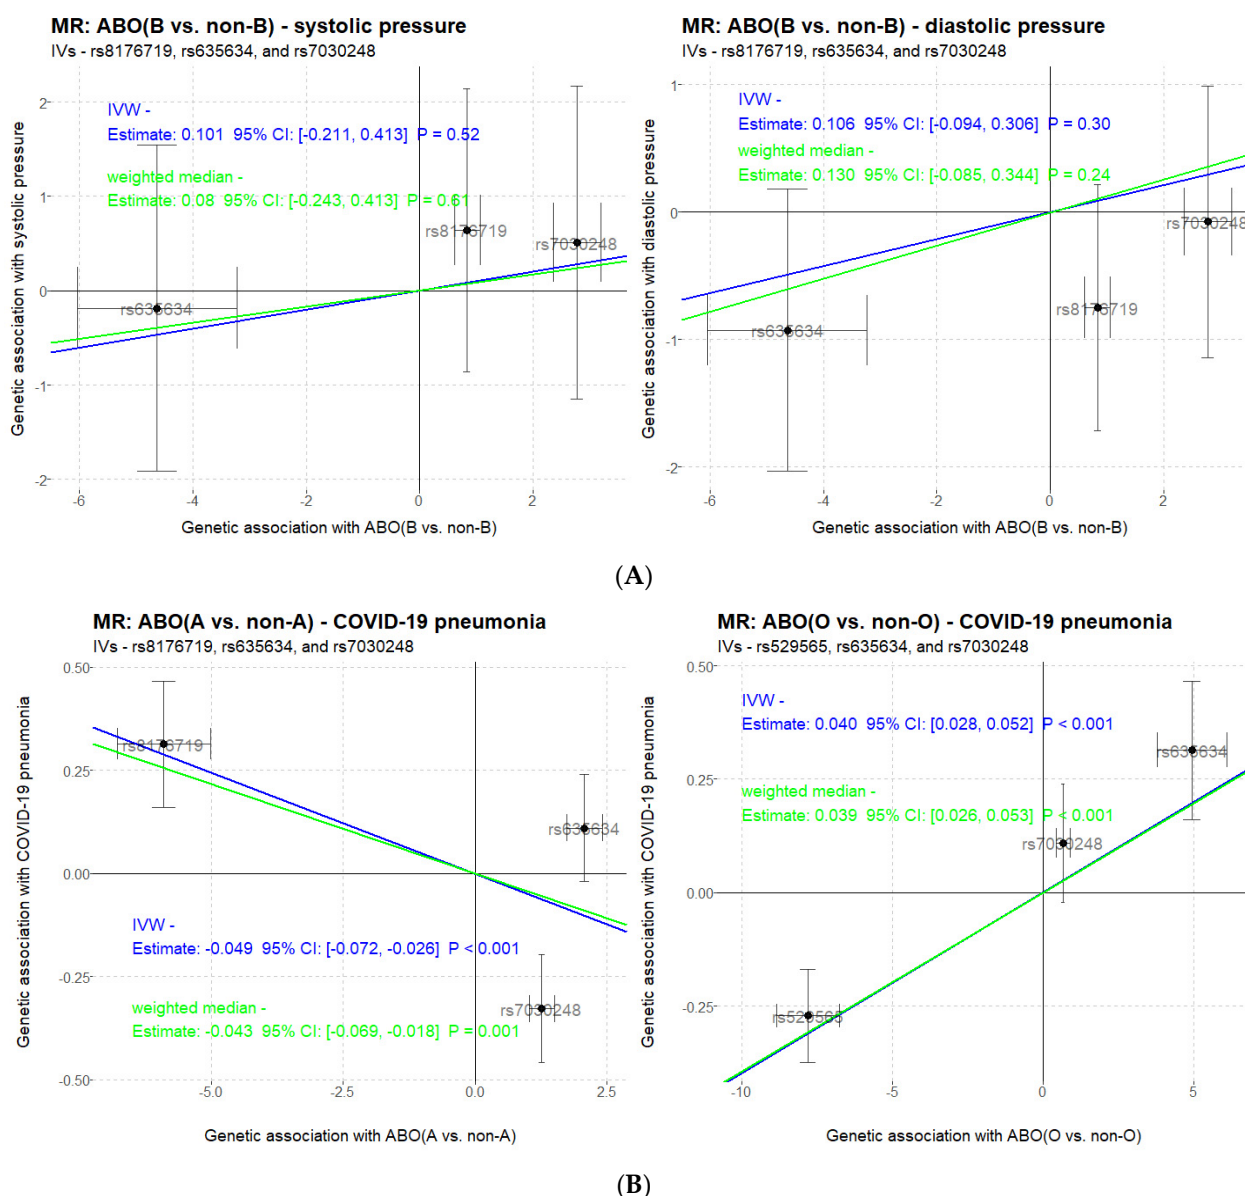 MR: ABO(B vs. non-B) - systolic pressure
IVs - rs8176719, rs635634, and rs7030248
Genetic association with systolic pressure
2
1
0
-1
-2
IVW -
Estimate: 0.101 95% CI: [-0.211, 0.413] P = 0.52
weighted median -
Estimate: 0.08 95% CI: [-0.243, 0.413] P = 0.61
rs8176719
rs7030248
rs635634
-6
-4
-2
0
2
Genetic association with ABO(B vs. non-B)
MR: ABO(B vs. non-B) - diastolic pressure
IVs - rs8176719, rs635634, and rs7030248
Genetic association with diastolic pressure
1
0
-1
-2
IVW -
Estimate: 0.106 95% CI: [-0.094, 0.306] P = 0.30
weighted median -
Estimate: 0.130 95% CI: [-0.085, 0.344] P = 0.24
rs7030248
rs8176719
rs635634
-6
-4
-2
0
2
Genetic association with ABO(B vs. non-B)
(A)
MR: ABO(A vs. non-A) - COVID-19 pneumonia
IVs - rs8176719, rs635634, and rs7030248
Genetic association with COVID-19 pneumonia
0.50
0.25
0.00
-0.25
-0.50
rs8176719
rs635634
IVW -
Estimate: -0.049 95% CI: [-0.072, -0.026] P < 0.001
weighted median -
Estimate: -0.043 95% CI: [-0.069, -0.018] P = 0.001
rs7030248
-5.0
-2.5
0.0
2.5
Genetic association with ABO(A vs. non-A)
MR: ABO(O vs. non-O) - COVID-19 pneumonia
IVs - rs529565, rs635634, and rs7030248
Genetic association with COVID-19 pneumonia
0.50
0.25
0.00
-0.25
IVW -
Estimate: 0.040 95% CI: [0.028, 0.052] P < 0.001
weighted median -
Estimate: 0.039 95% CI: [0.026, 0.053] P < 0.001
rs635634
rs7030248
rs529565
-10
-5
0
5
Genetic association with ABO(O vs. non-O)
(B)